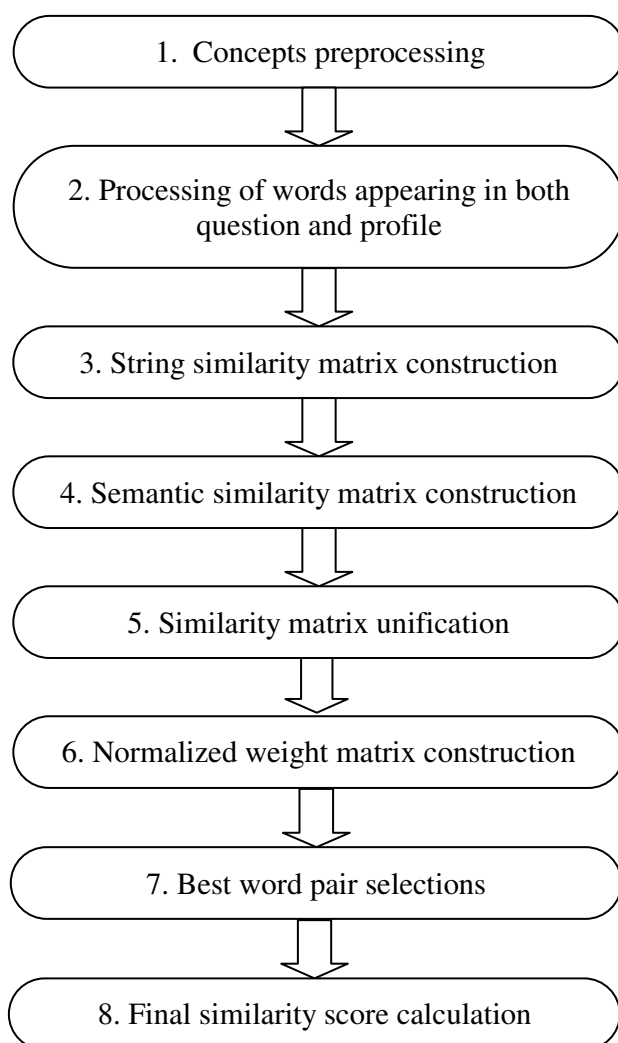 1. Concepts preprocessing
2. Processing of words appearing in both
question and profile
3. String similarity matrix construction
4. Semantic similarity matrix construction
5. Similarity matrix unification
6. Normalized weight matrix construction
7. Best word pair selections
8. Final similarity score calculation